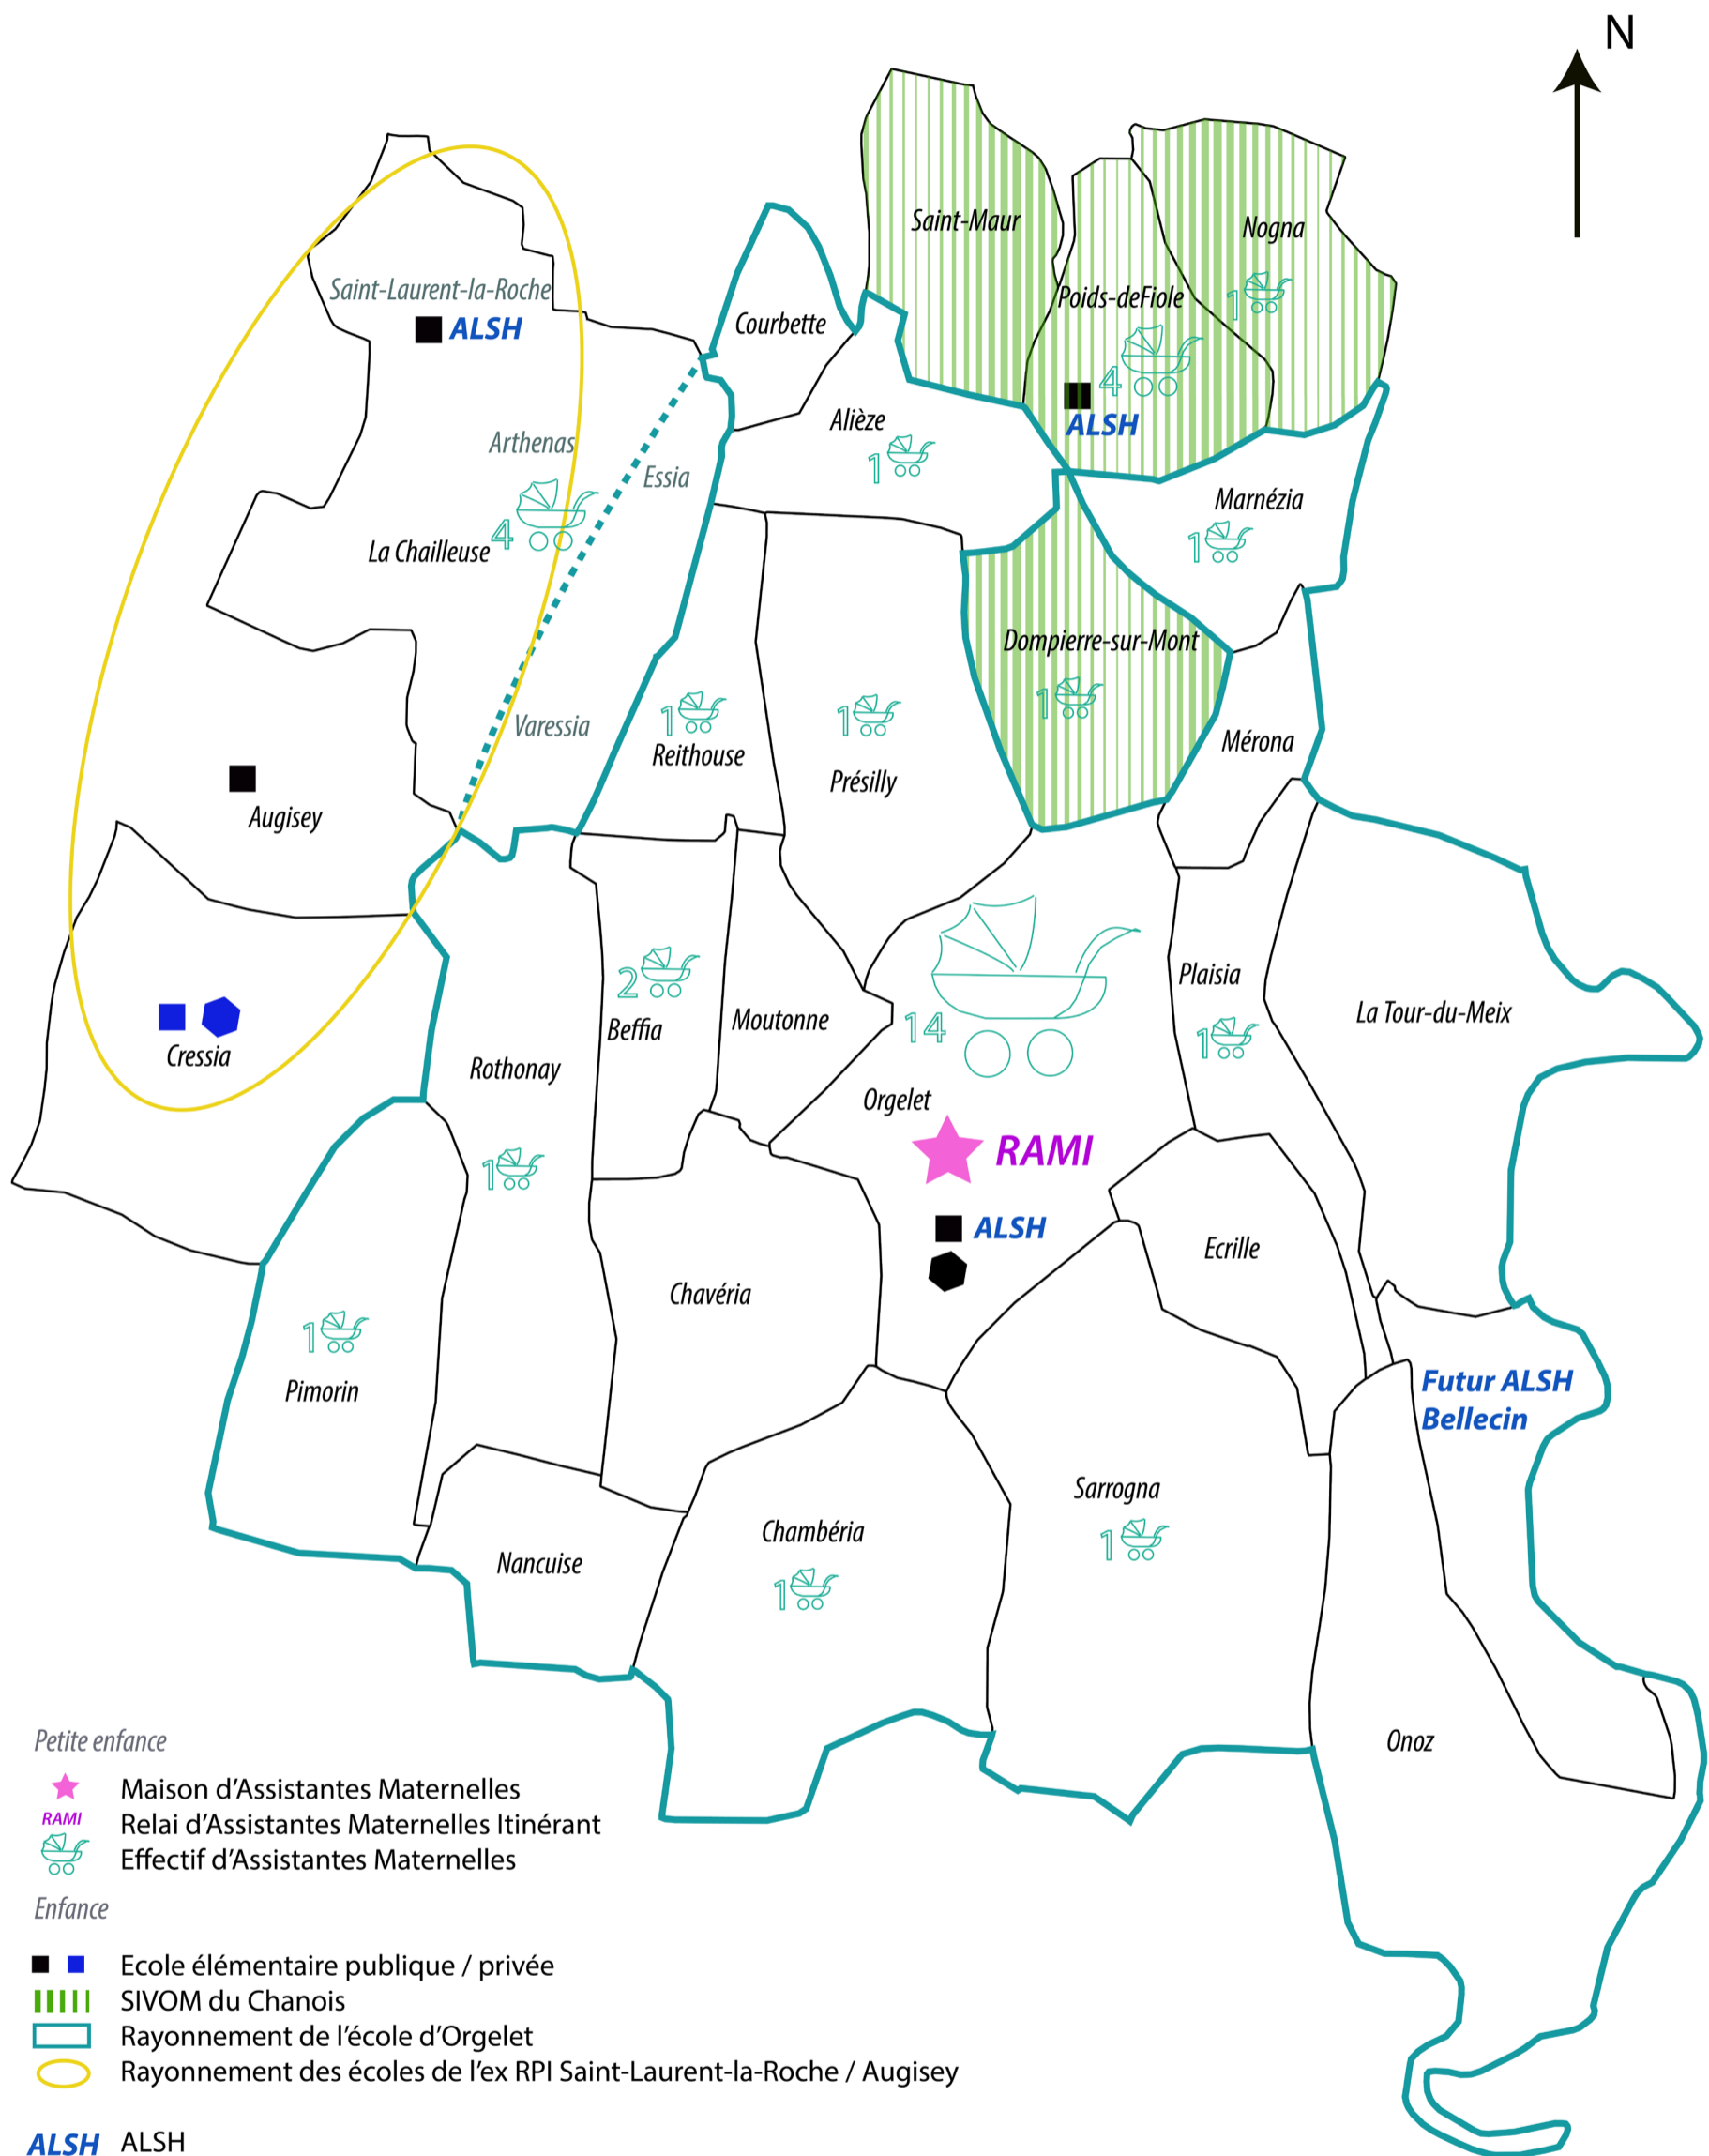 N
Saint-Maur
Nogna
1
Poids-deFiole
4
ALSH
Saint-Laurent-la-Roche
ALSH
Courbette
Alièze
1
Arthenas
Essia
4
La Chailleuse
Marnézia
1
Dompierre-sur-Mont
1
Varessia
1
Reithouse
1
Présilly
Mérona
Augisey
Cressia
2
Beffia
Moutonne
14
Plaisia
1
La Tour-du-Meix
Rothonay
1
Orgelet
RAMI
ALSH
Ecrille
Chavéria
1
Pimorin
Futur ALSH
Bellecin
Sarrogna
1
Chambéria
1
Nancuise
Onoz
Petite enfance
Maison d'Assistantes Maternelles
RAMI Relai d'Assistantes Maternelles Itinérant
Effectif d'Assistantes Maternelles
Enfance
Ecole élémentaire publique / privée
SIVOM du Chanois
Rayonnement de l'école d'Orgelet
Rayonnement des écoles de l'ex RPI Saint-Laurent-la-Roche / Augisey
ALSH ALSH